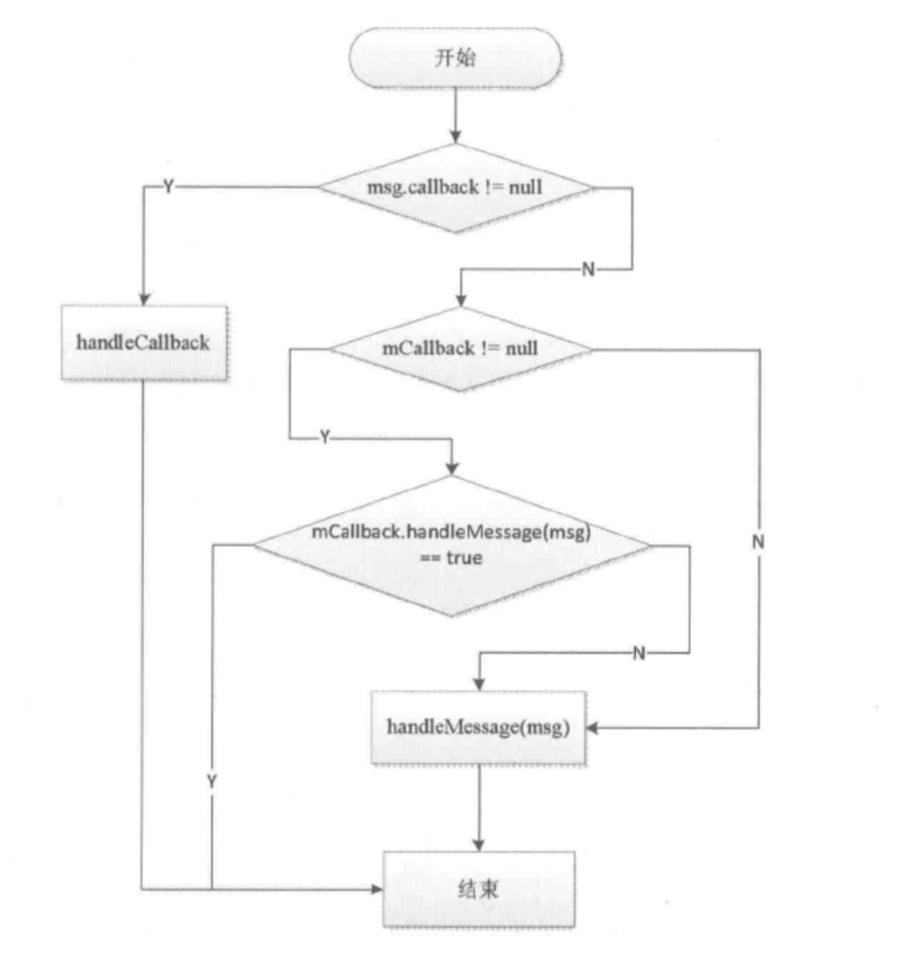 开始
msg.callback != null
Y
N
handleCallback
mCallback != null
Y
mCallback.handleMessage(msg)
== true
N
N
handleMessage(msg)
Y
结束